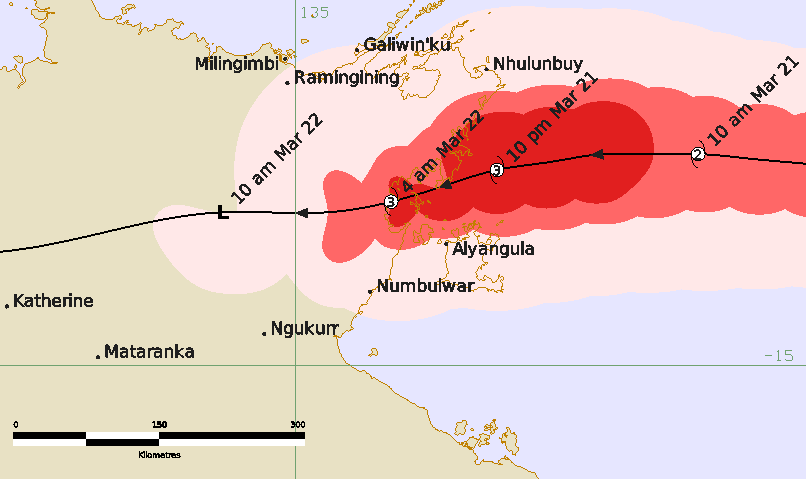 135
Galiwin'ku
Milingimbi
Nhulunbuy
Ramingining
10 am Mar 21
10 pm Mar 21
4 am Mar 22
10 am Mar 22
2
3
3
L
Alyangula
Numbulwar
Katherine
Ngukurr
Mataranka
-15
0 150 300
Kilometres